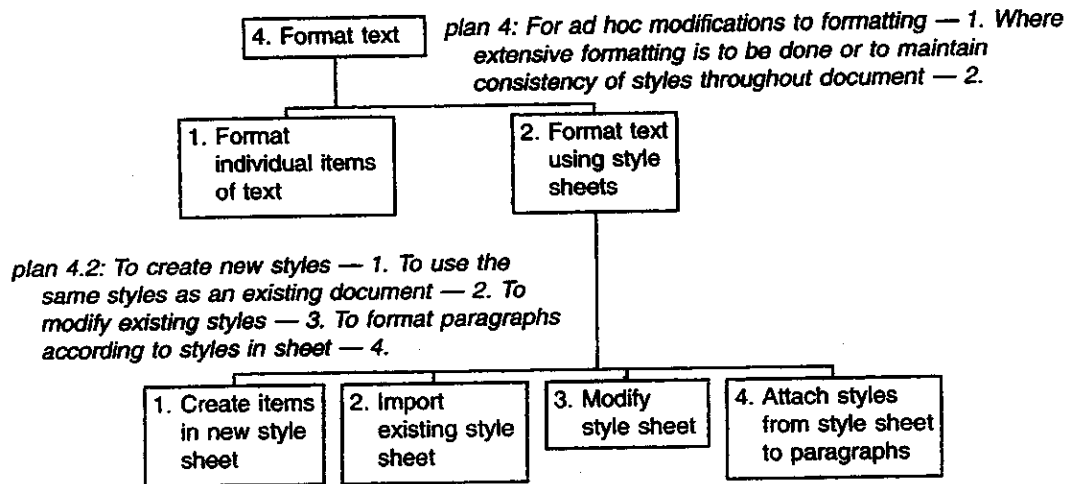 4. Format text
plan 4: For ad hoc modifications to formatting — 1. Where
extensive formatting is to be done or to maintain
consistency of styles throughout document — 2.
1. Format
individual items
of text
2. Format text
using style
sheets
plan 4.2: To create new styles — 1. To use the
same styles as an existing document — 2. To
modify existing styles — 3. To format paragraphs
according to styles in sheet — 4.
1. Create items
in new style
sheet
2. Import
existing style
sheet
3. Modify
style sheet
4. Attach styles
from style sheet
to paragraphs